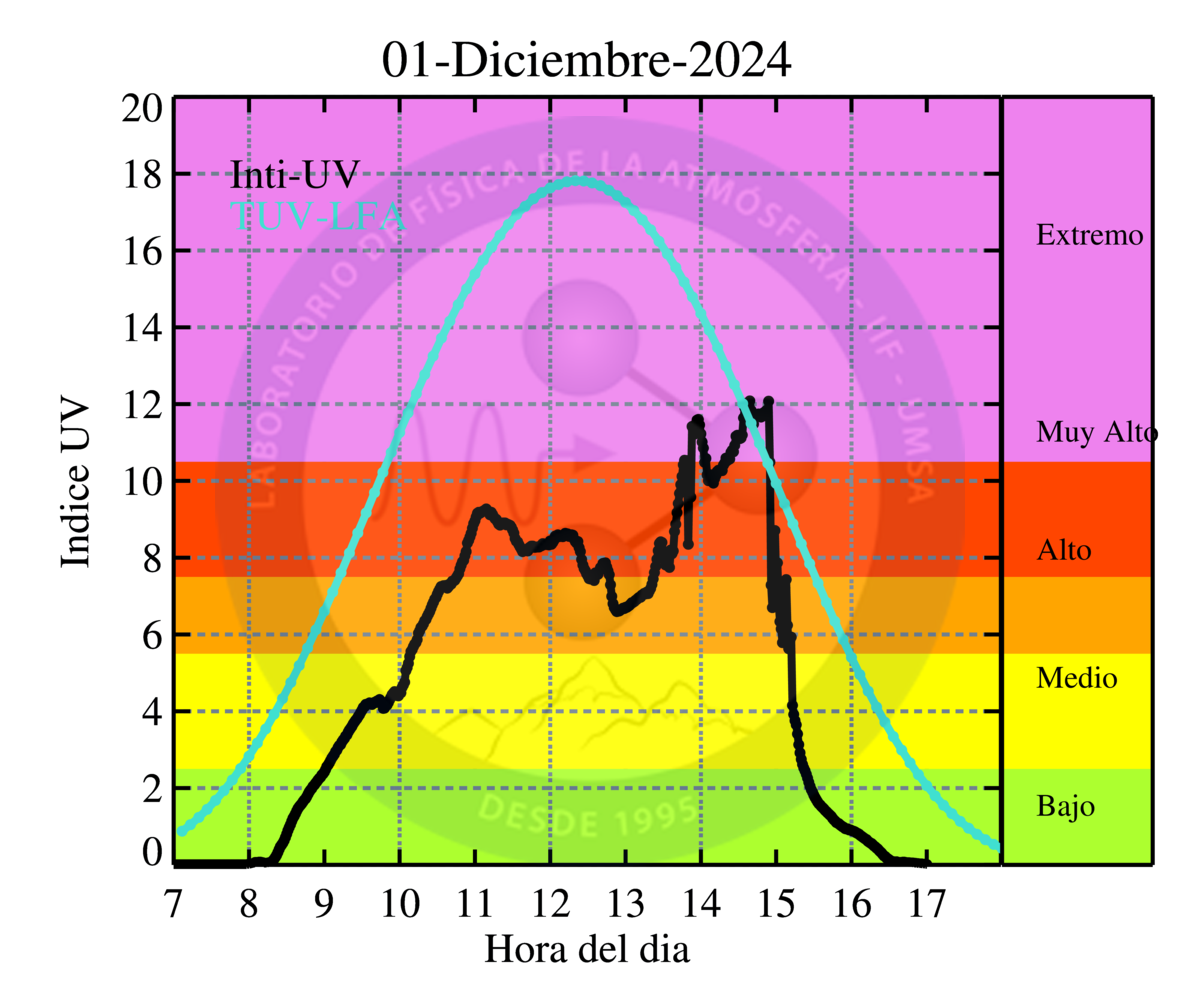 01-Diciembre-2024
20
18
16
14
12
10
8
6
4
2
0
Indice UV
Inti-UV
TUV-LFA
LABORATORIO DE FÍSICA DE LA ATMÓSFERA - IIF - UMSA
DESDE 1995
Extremo
Muy Alto
Alto
Medio
Bajo
7 8 9 10 11 12 13 14 15 16 17
Hora del dia